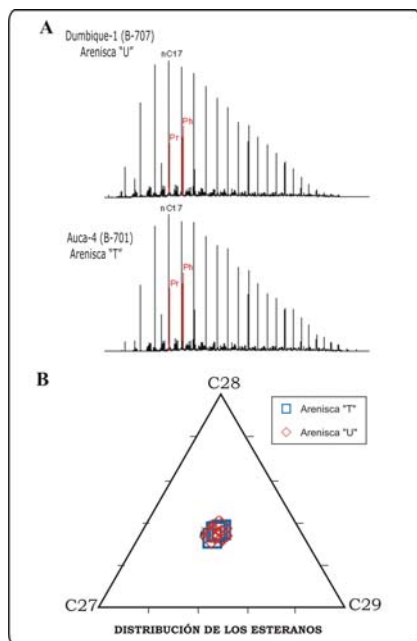 A
Dumbique-1 (B-707)
Arenisca "U"
nC17
Ph
Pr
Auca-4 (B-701)
Arenisca "T"
nC17
Ph
Pr
B
C28
Arenisca "T"
Arenisca "U"
C27
C29
DISTRIBUCIÓN DE LOS ESTERANOS